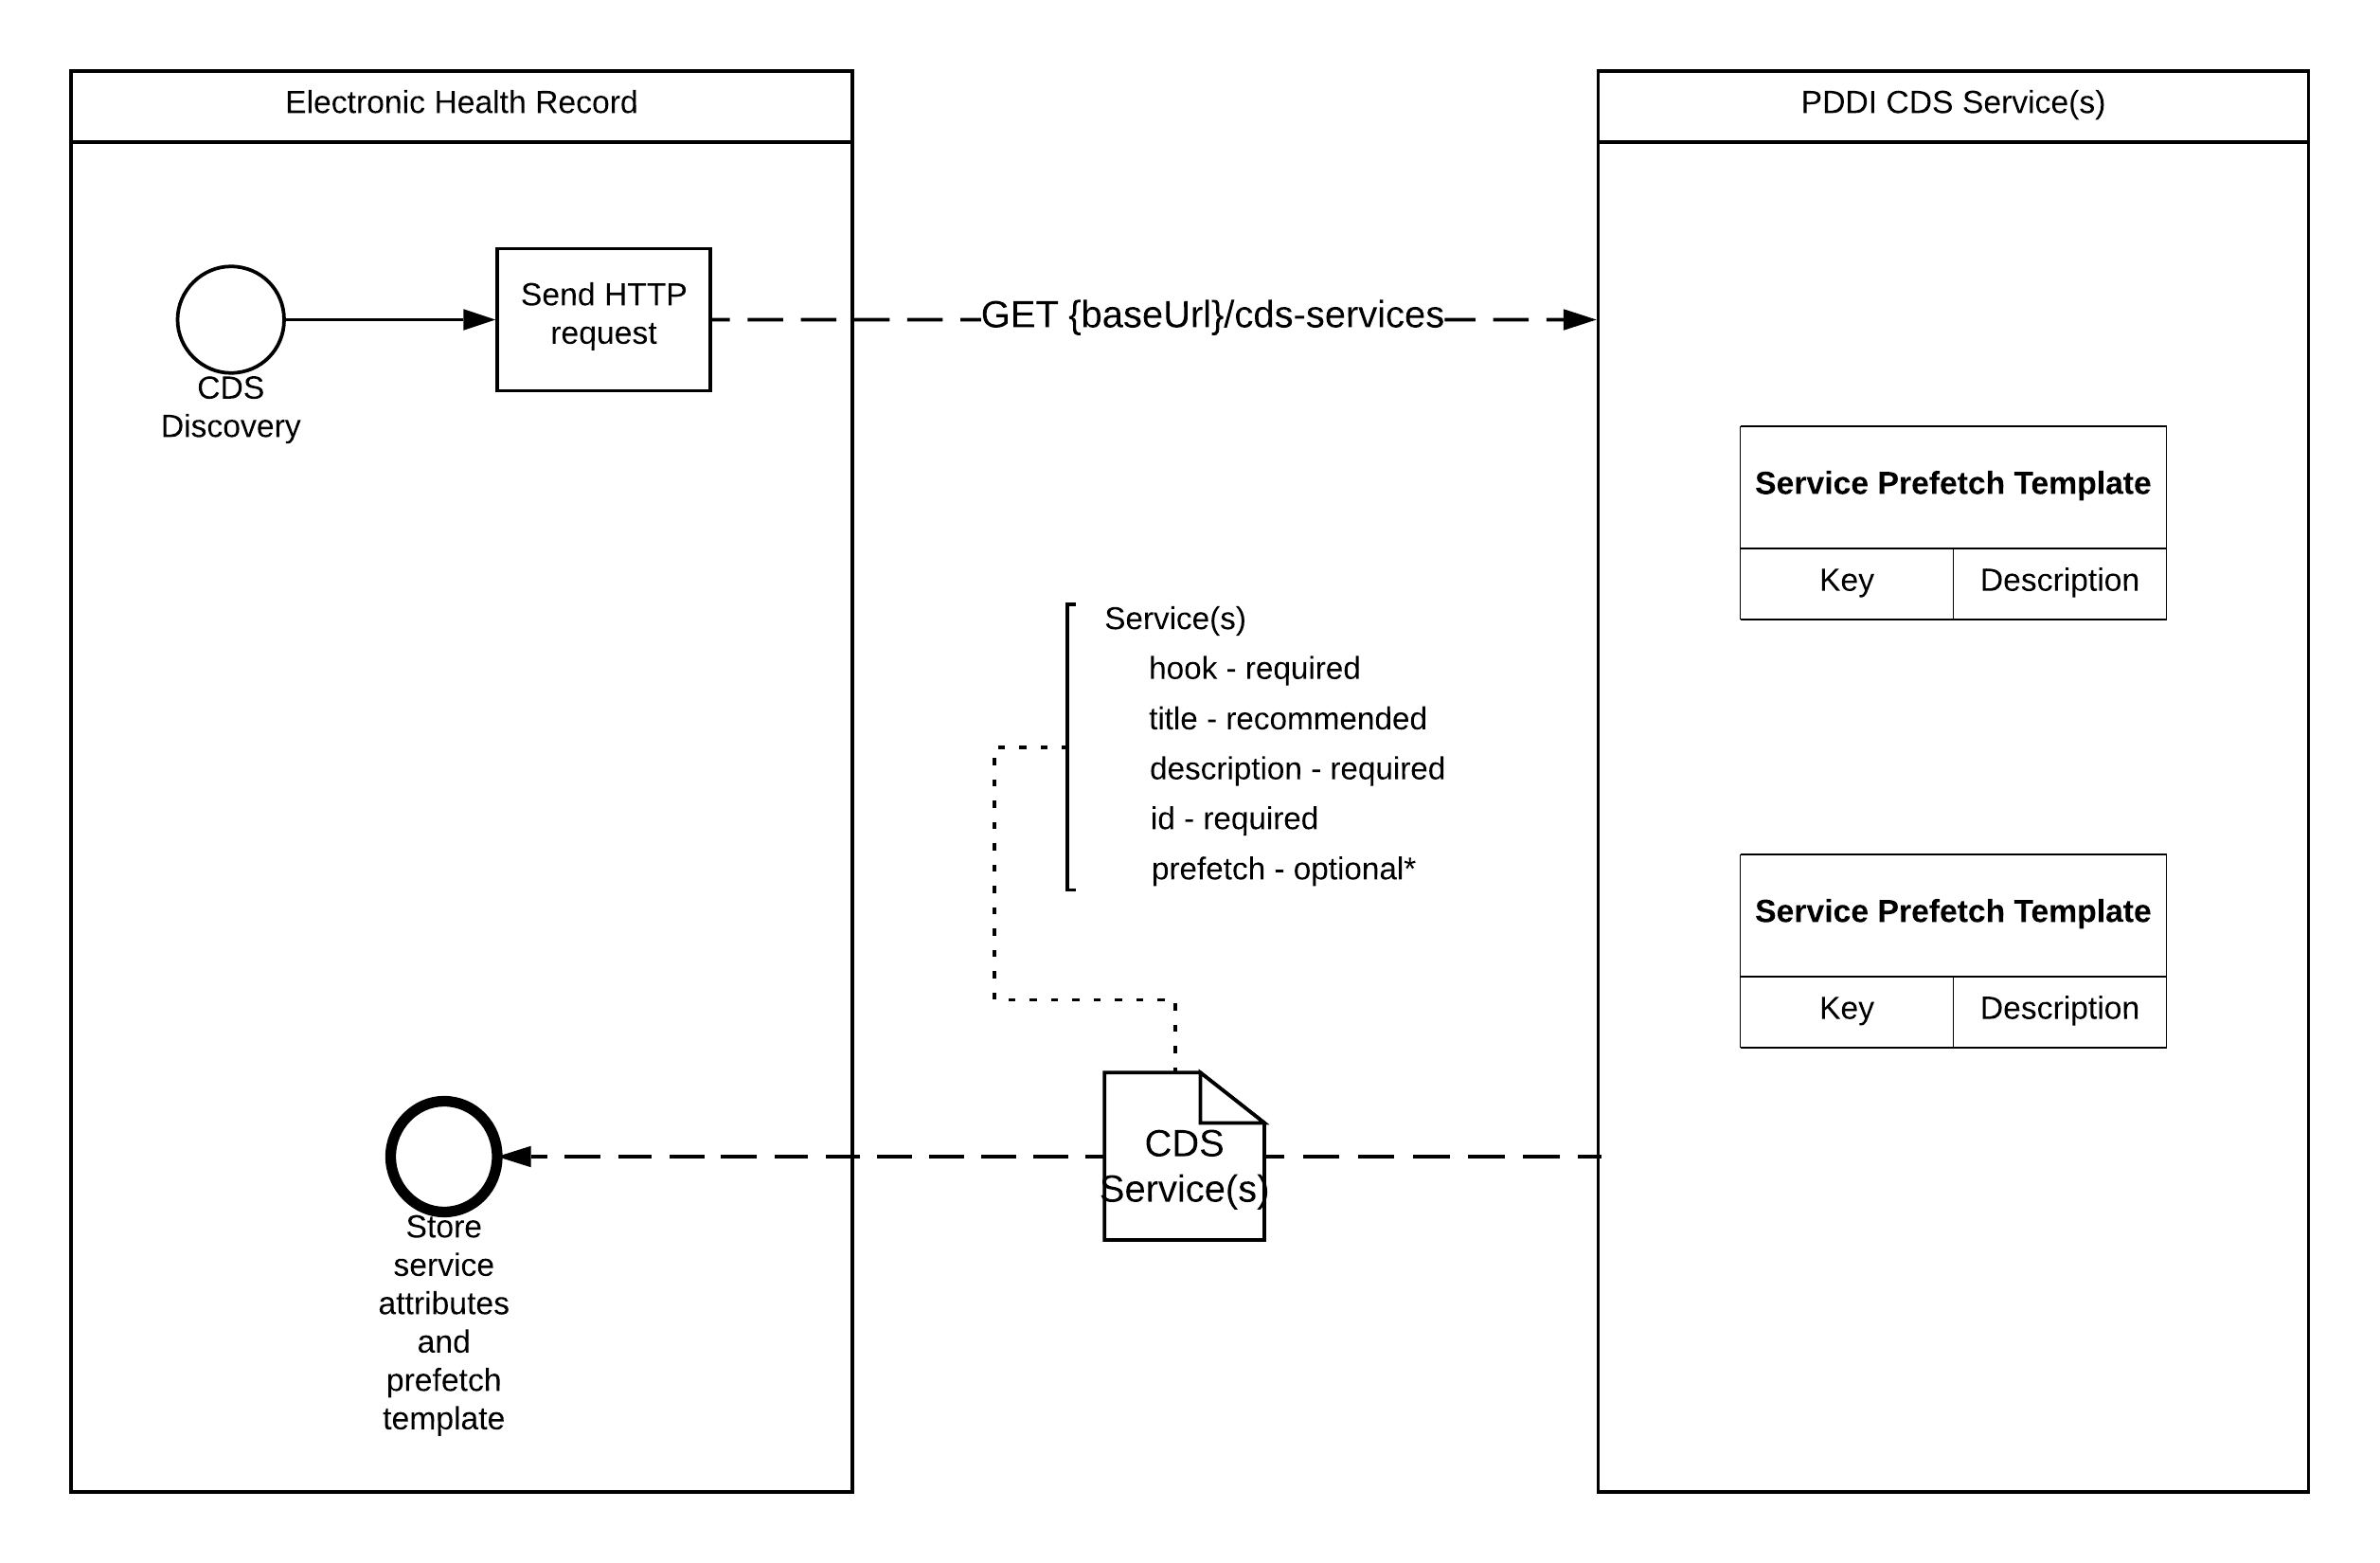 Electronic Health Record
PDDI CDS Service(s)
Send HTTP
request
GET {baseUrl}/cds-services
CDS
Discovery
Service Prefetch Template
Key
Description
Service(s)
hook - required
title - recommended
description - required
id - required
prefetch - optional*
Service Prefetch Template
Key
Description
CDS
Service(s)
Store
service
attributes
and
prefetch
template